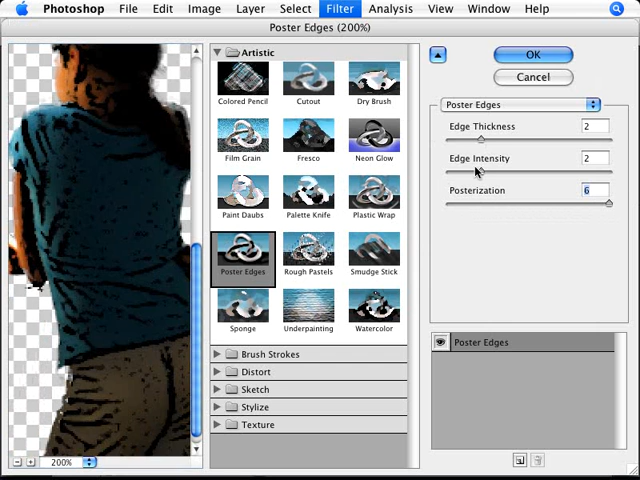 Photoshop File Edit Image Layer Select Filter Analysis View Window Help
Poster Edges (200%)
Artistic
Colored Pencil Cutout Dry Brush
Film Grain Fresco Neon Glow
Paint Daubs Palette Knife Plastic Wrap
Poster Edges Rough Pastels Smudge Stick
Sponge Underpainting Watercolor
Brush Strokes
Distort
Sketch
Stylize
Texture
OK
Cancel
Poster Edges
Edge Thickness 2
Edge Intensity 2
Posterization 6
Poster Edges
200%